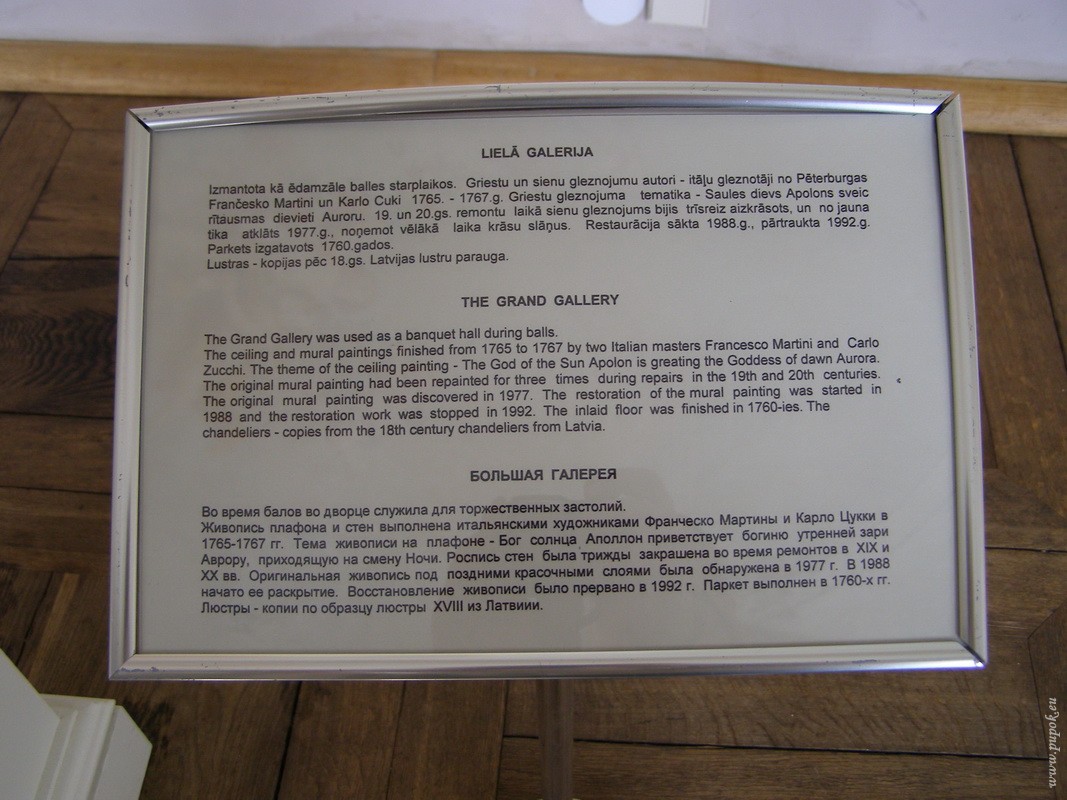 LIELĀ GALERIJA
Izmantota kā ēdamzāle balles starplaikos. Griestu un sienu gleznojumu autori - itāļu gleznotāji no Pēterburgas
Frančesko Martini un Karlo Cuki 1765. - 1767.g. Griestu gleznojuma tematika - Saules dievs Apolons sveic
rītausmas dievieti Auroru. 19. un 20.gs. remontu laikā sienu gleznojums bijis trīsreiz aizkrāsots, un no jauna
tika atklāts 1977.g., noņemot vēlākā laika krāsu slāņus. Restaurācija sākta 1988.g., pārtraukta 1992.g.
Parkets izgatavots 1760.gados.
Lustras - kopijas pēc 18.gs. Latvijas lustru parauga.
THE GRAND GALLERY
The Grand Gallery was used as a banquet hall during balls.
The ceiling and mural paintings finished from 1765 to 1767 by two Italian masters Francesco Martini and Carlo
Zucchi. The theme of the ceiling painting - The God of the Sun Apolon is greating the Goddess of dawn Aurora.
The original mural painting had been repainted for three times during repairs in the 19th and 20th centuries.
The original mural painting was discovered in 1977. The restoration of the mural painting was started in
1988 and the restoration work was stopped in 1992. The inlaid floor was finished in 1760-ies. The
chandeliers - copies from the 18th century chandeliers from Latvia.
БОЛЬШАЯ ГАЛЕРЕЯ
Во время балов во дворце служила для торжественных застолий.
Живопись плафона и стен выполнена итальянскими художниками Франческо Мартины и Карло Цукки в
1765-1767 гг. Тема живописи на плафоне - Бог солнца Аполлон приветствует богиню утренней зари
Аврору, приходящую на смену Ночи. Роспись стен была трижды закрашена во время ремонтов в XIX и
XX вв. Оригинальная живопись под поздними красочными слоями была обнаружена в 1977 г. В 1988
начато ее раскрытие. Восстановление живописи было прервано в 1992 г. Паркет выполнен в 1760-х гг.
Люстры - копии по образцу люстры XVIII из Латвиии.
www.pupok.eu